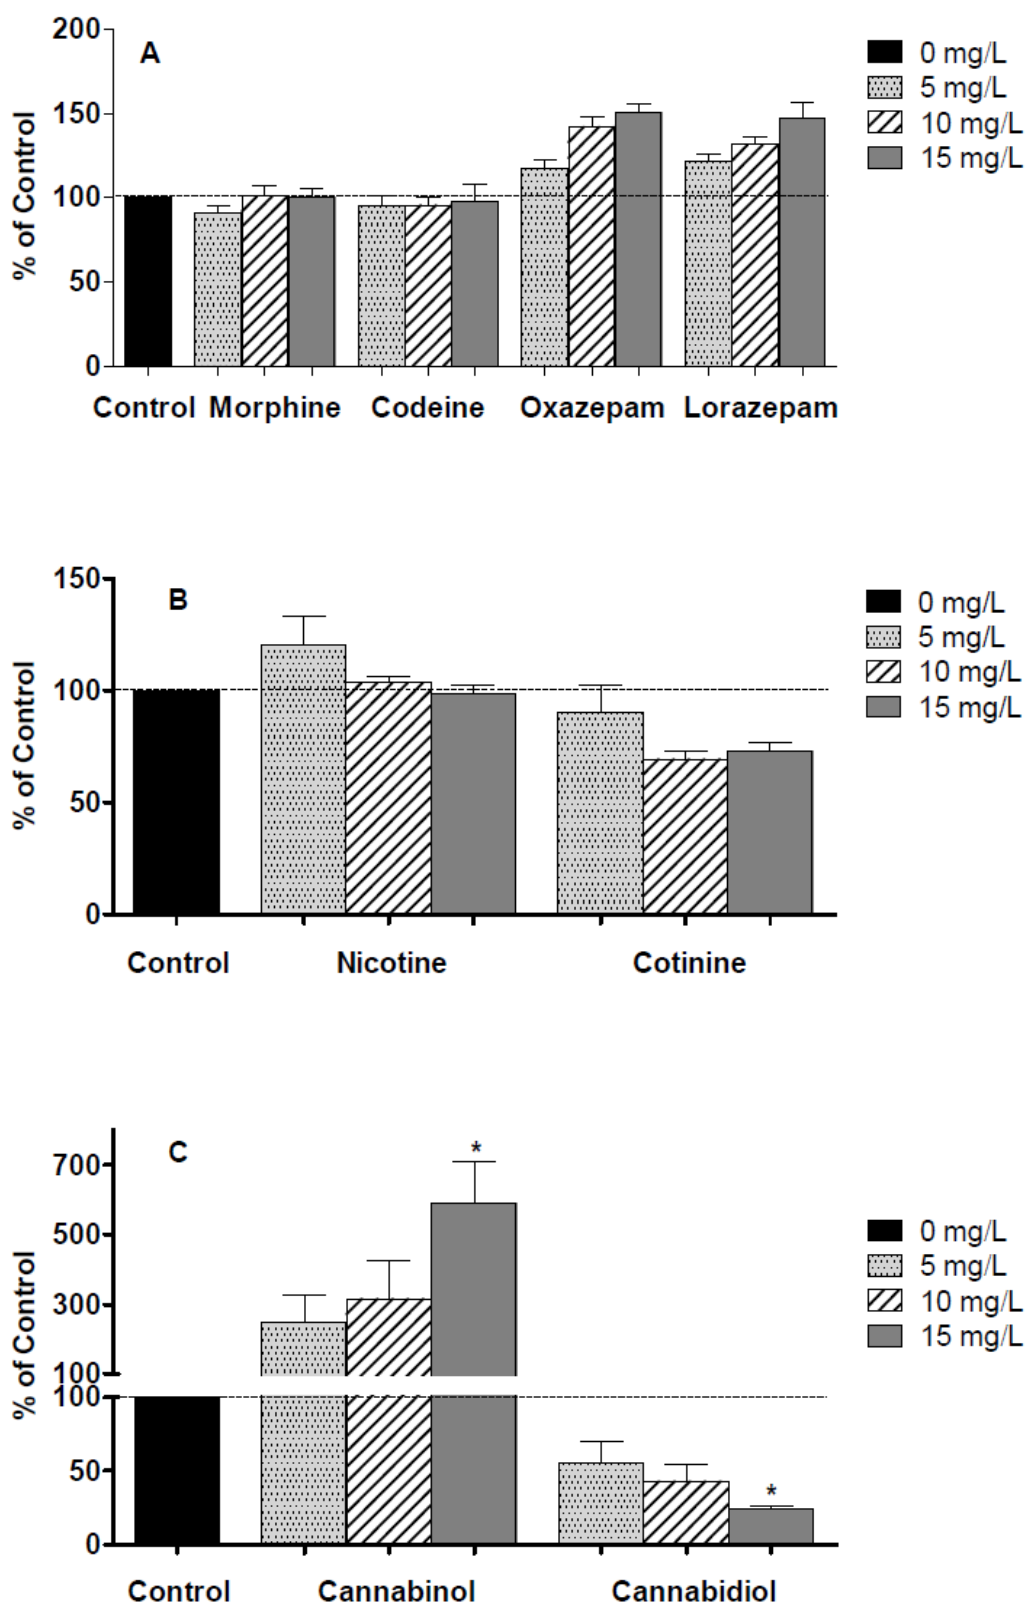 200
A
150
100
50
0
% of Control
Control Morphine Codeine Oxazepam Lorazepam
0 mg/L
5 mg/L
10 mg/L
15 mg/L
150
B
100
50
0
% of Control
Control Nicotine Cotinine
0 mg/L
5 mg/L
10 mg/L
15 mg/L
C
*
700
500
300
100
100
50
*
0
% of Control
Control Cannabinol Cannabidiol
0 mg/L
5 mg/L
10 mg/L
15 mg/L